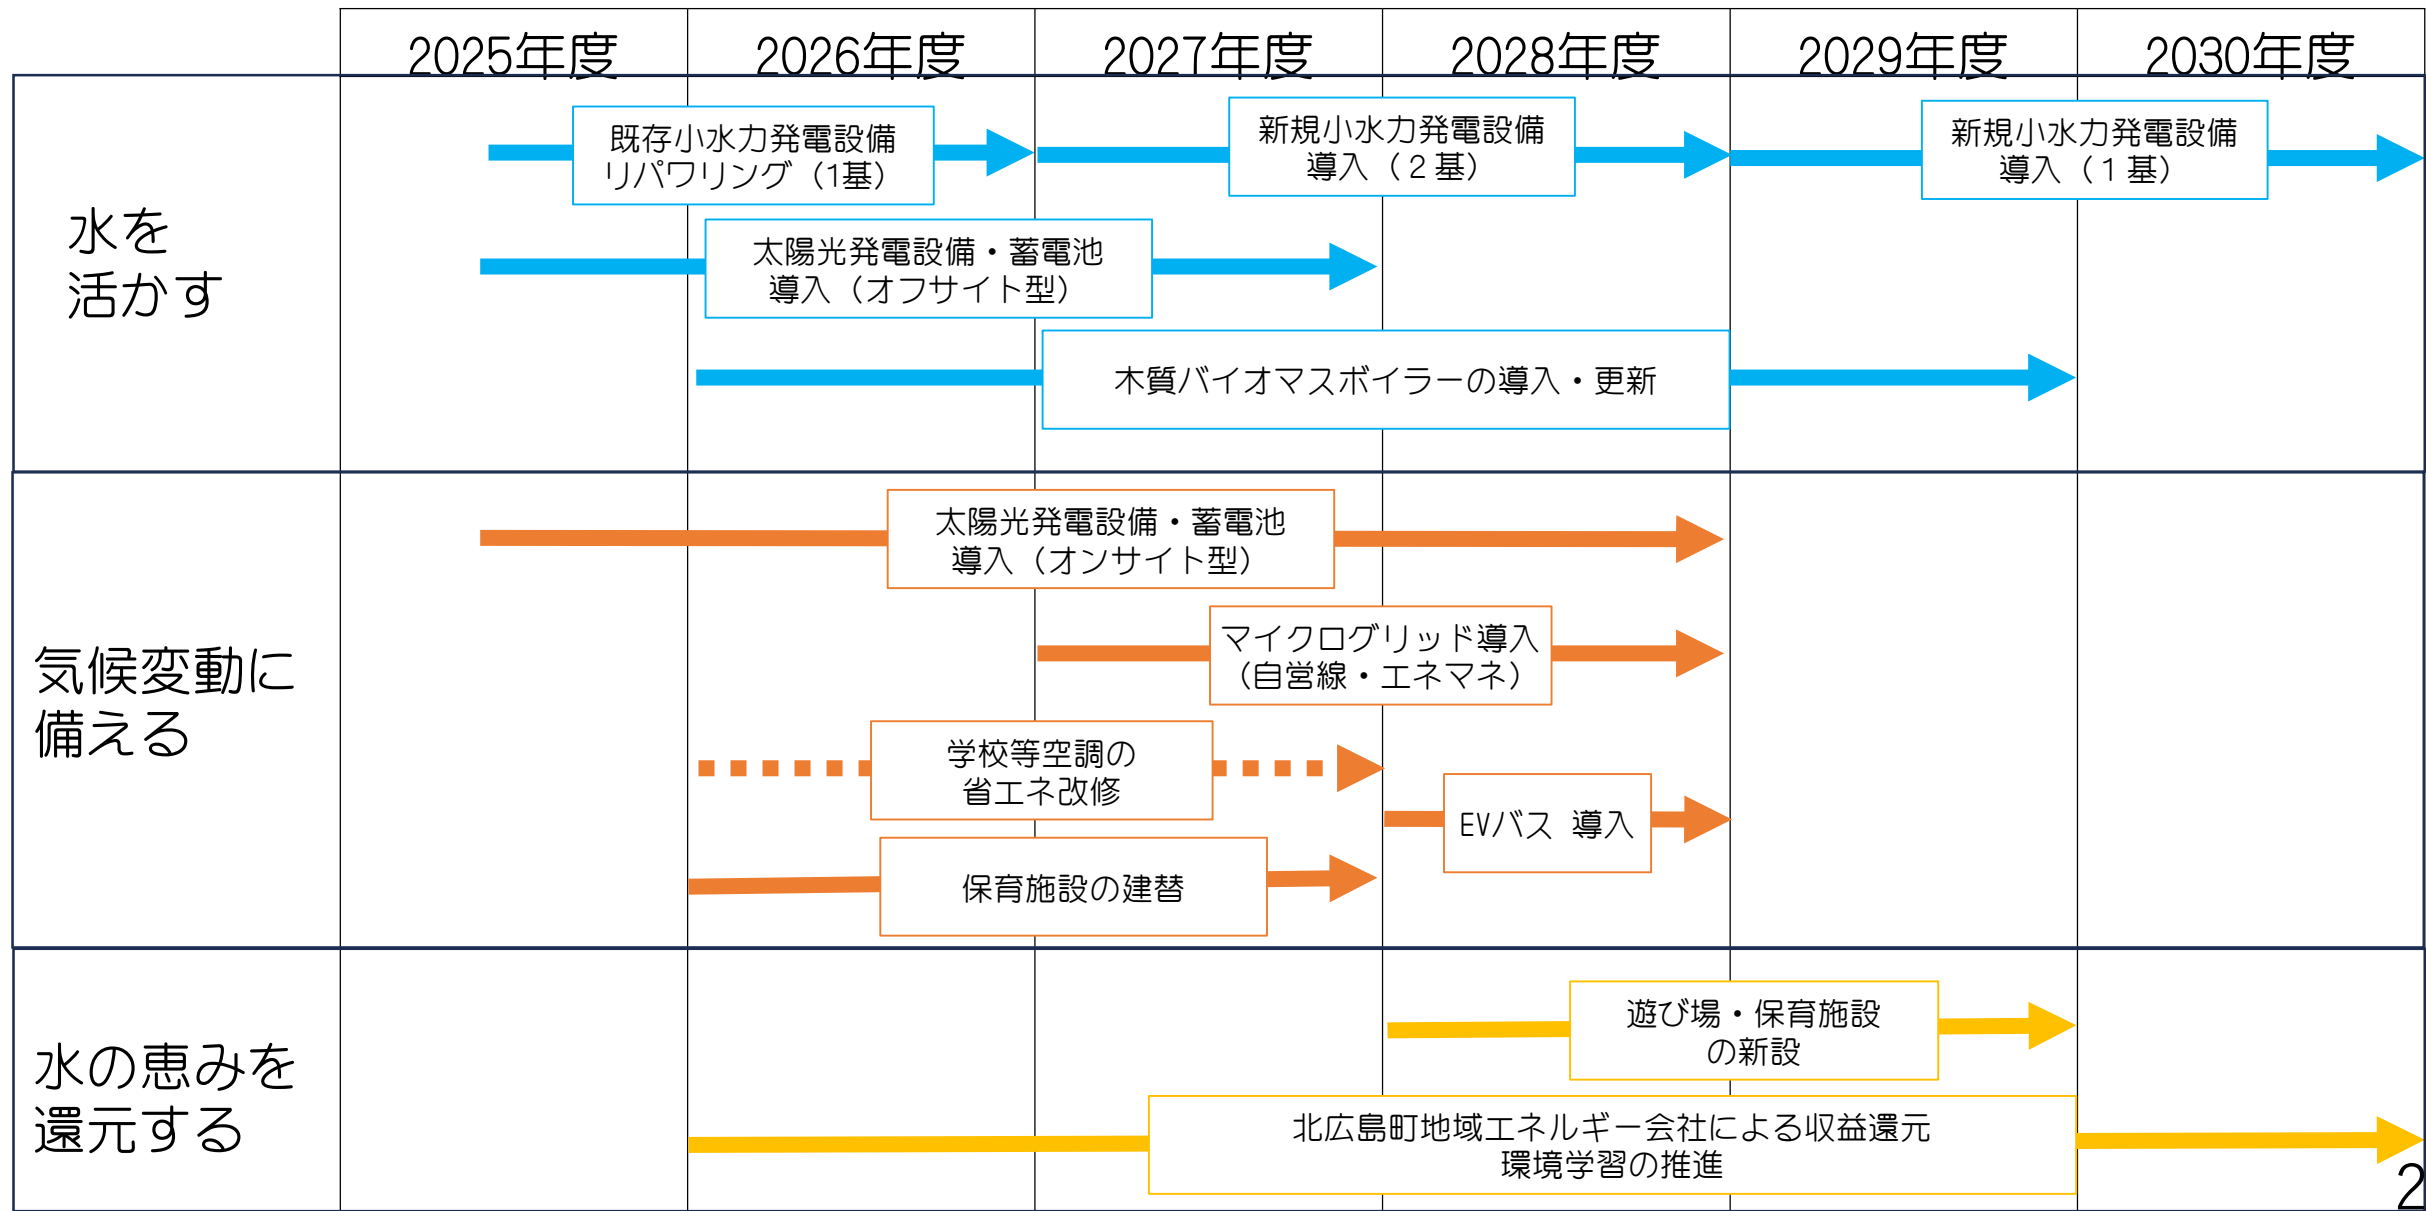 2025年度
2026年度
2027年度
2028年度
2029年度
2030年度
水を
活かす
既存小水力発電設備
リパワリング（1基）
新規小水力発電設備
導入（２基）
新規小水力発電設備
導入（１基）
太陽光発電設備・蓄電池
導入（オフサイト型）
木質バイオマスボイラーの導入・更新
気候変動に
備える
太陽光発電設備・蓄電池
導入（オンサイト型）
マイクログリッド導入
（自営線・エネマネ）
学校等空調の
省エネ改修
EVバス 導入
保育施設の建替
水の恵みを
還元する
遊び場・保育施設
の新設
北広島町地域エネルギー会社による収益還元
環境学習の推進
2